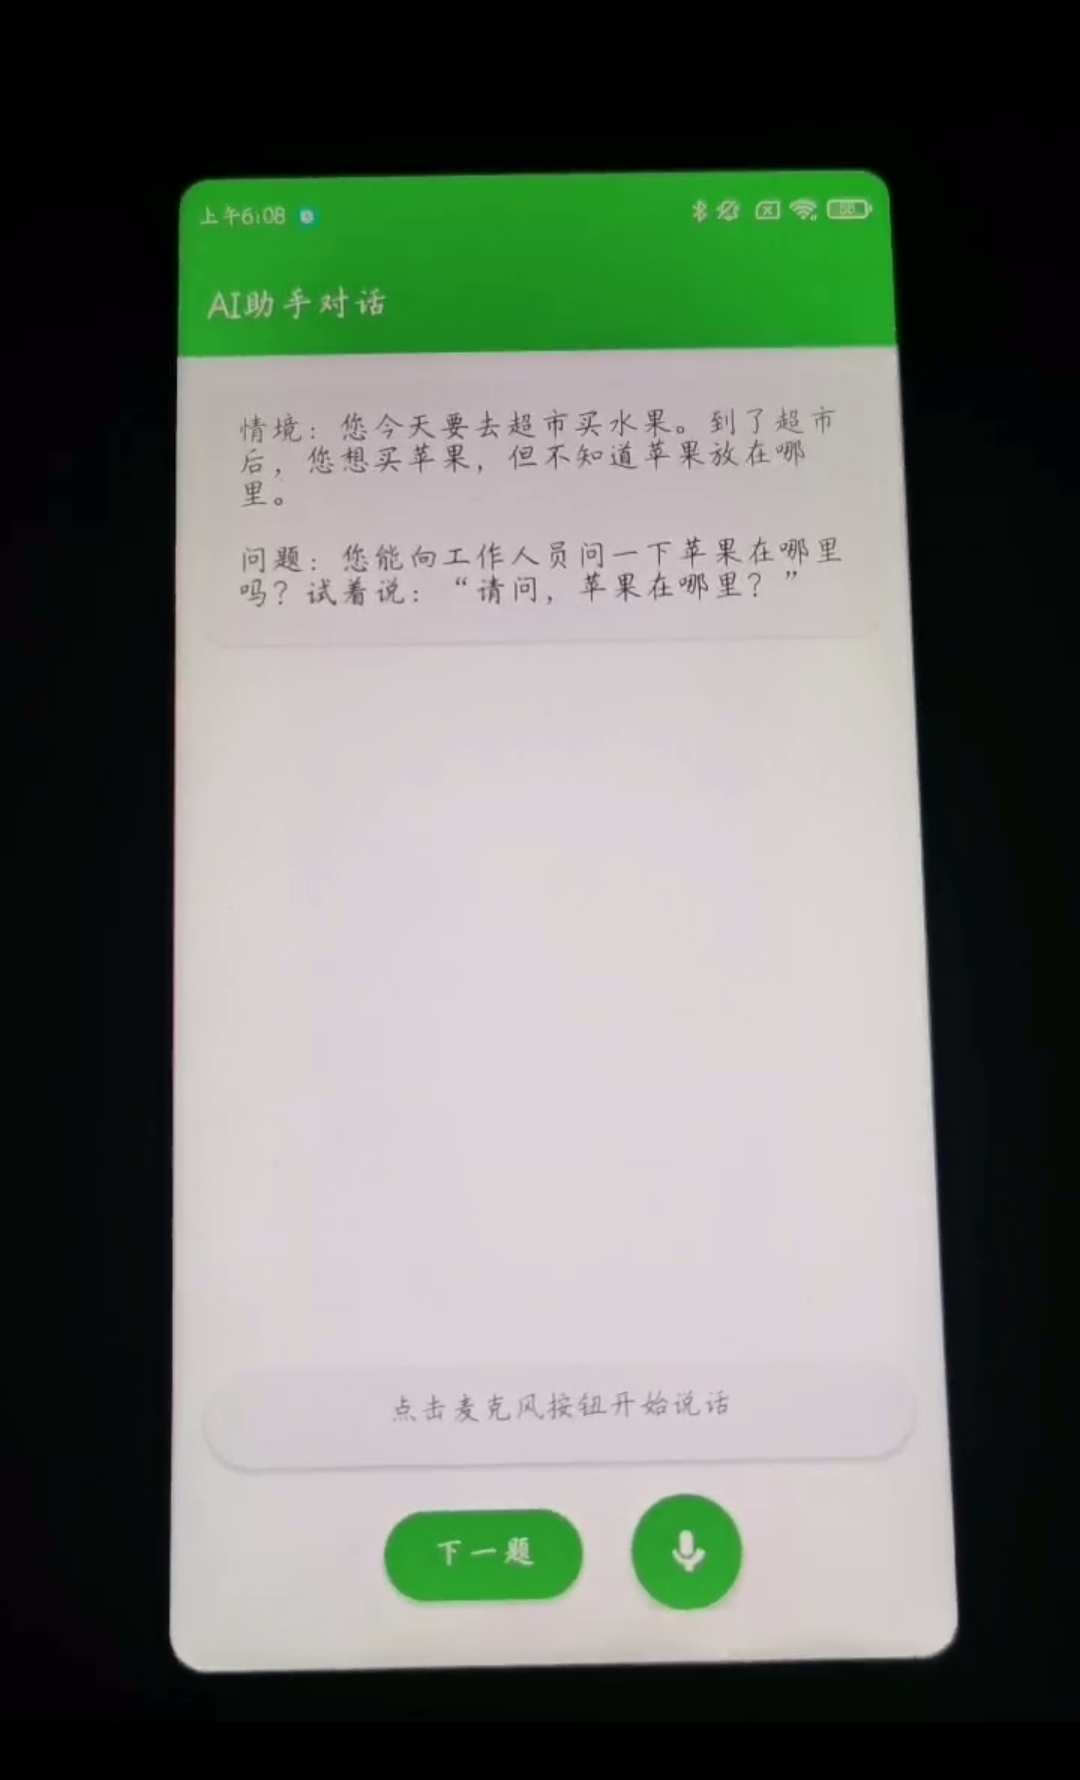 上午6:08
58
AI助手对话
情境：您今天要去超市买水果。到了超市
后，您想买苹果，但不知道苹果放在哪
里。
问题：您能向工作人员问一下苹果在哪里
吗？试着说：“请问，苹果在哪里？”
点击麦克风按钮开始说话
下一题